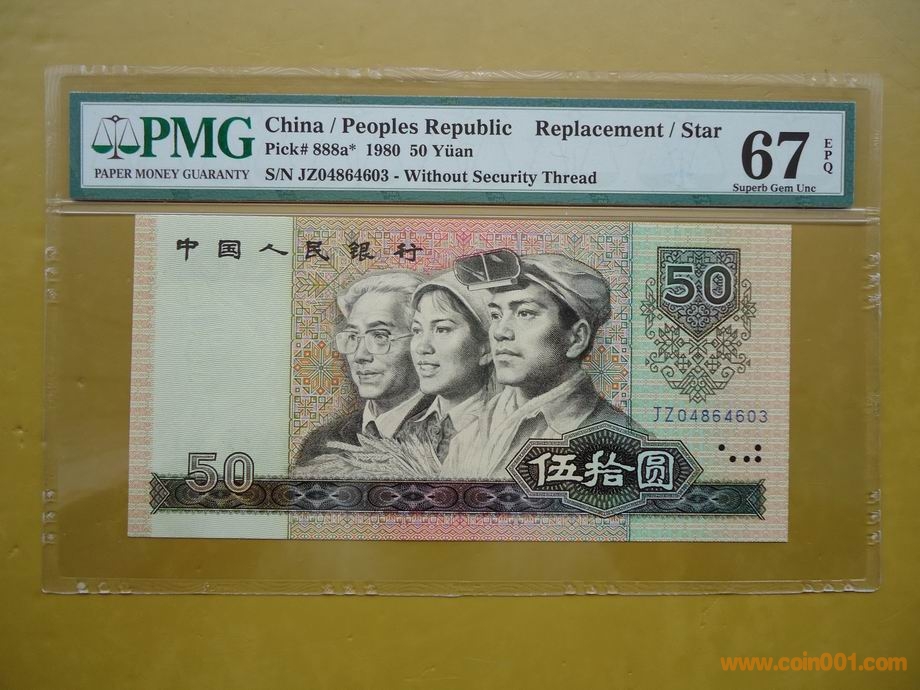 PMG
PAPER MONEY GUARANTY
China / Peoples Republic Replacement / Star
Pick# 888a* 1980 50 Yüan
S/N JZ04864603 - Without Security Thread
67 EPQ
Superb Gem Unc
中国人民银行
50
JZ04864603
50
伍拾圆
www.coin001.com